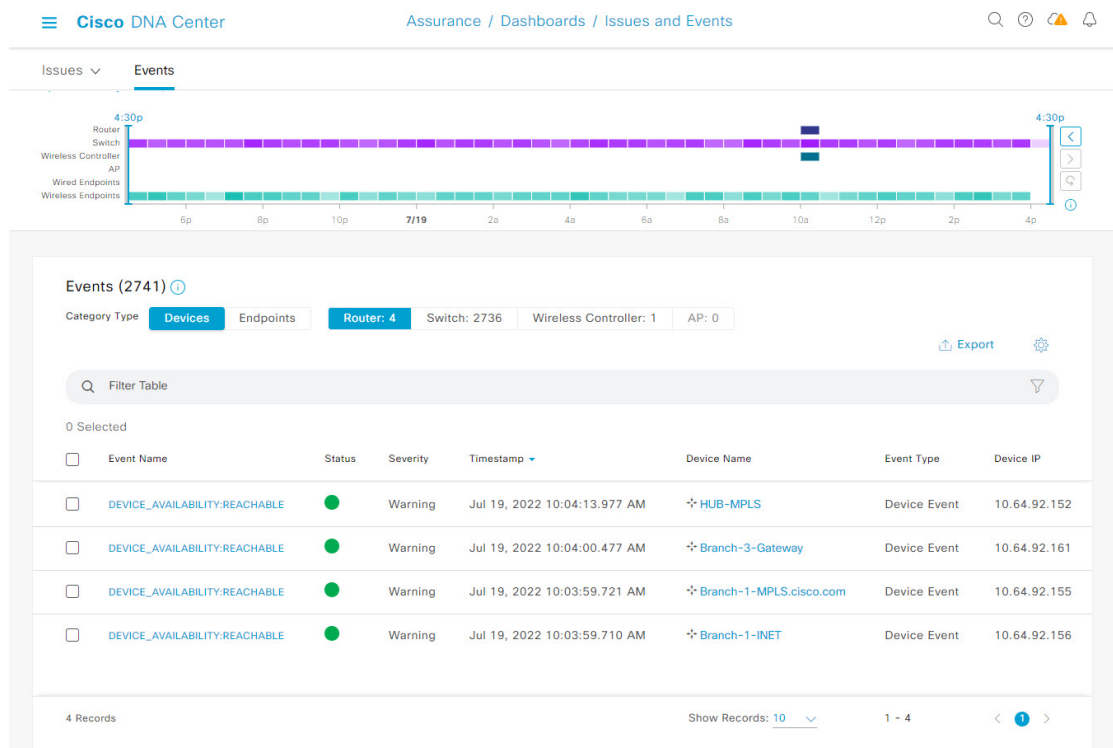 Cisco DNA Center
Assurance / Dashboards / Issues and Events
Issues
Events
4:30p
4:30p
Router
Switch
Wireless Controller
AP
Wired Endpoints
Wireless Endpoints
6p 8p 10p 7/19 2a 4a 6a 8a 10a 12p 2p 4p
Events (2741)
Category Type Devices Endpoints Router: 4 Switch: 2736 Wireless Controller: 1 AP: 0
Export
Filter Table
0 Selected
Event Name Status Severity Timestamp Device Name Event Type Device IP
DEVICE_AVAILABILITY:REACHABLE Warning Jul 19, 2022 10:04:13.977 AM HUB-MPLS Device Event 10.64.92.152
DEVICE_AVAILABILITY:REACHABLE Warning Jul 19, 2022 10:04:00.477 AM Branch-3-Gateway Device Event 10.64.92.161
DEVICE_AVAILABILITY:REACHABLE Warning Jul 19, 2022 10:03:59.721 AM Branch-1-MPLS.cisco.com Device Event 10.64.92.155
DEVICE_AVAILABILITY:REACHABLE Warning Jul 19, 2022 10:03:59.710 AM Branch-1-INET Device Event 10.64.92.156
4 Records Show Records: 10 1 - 4 1